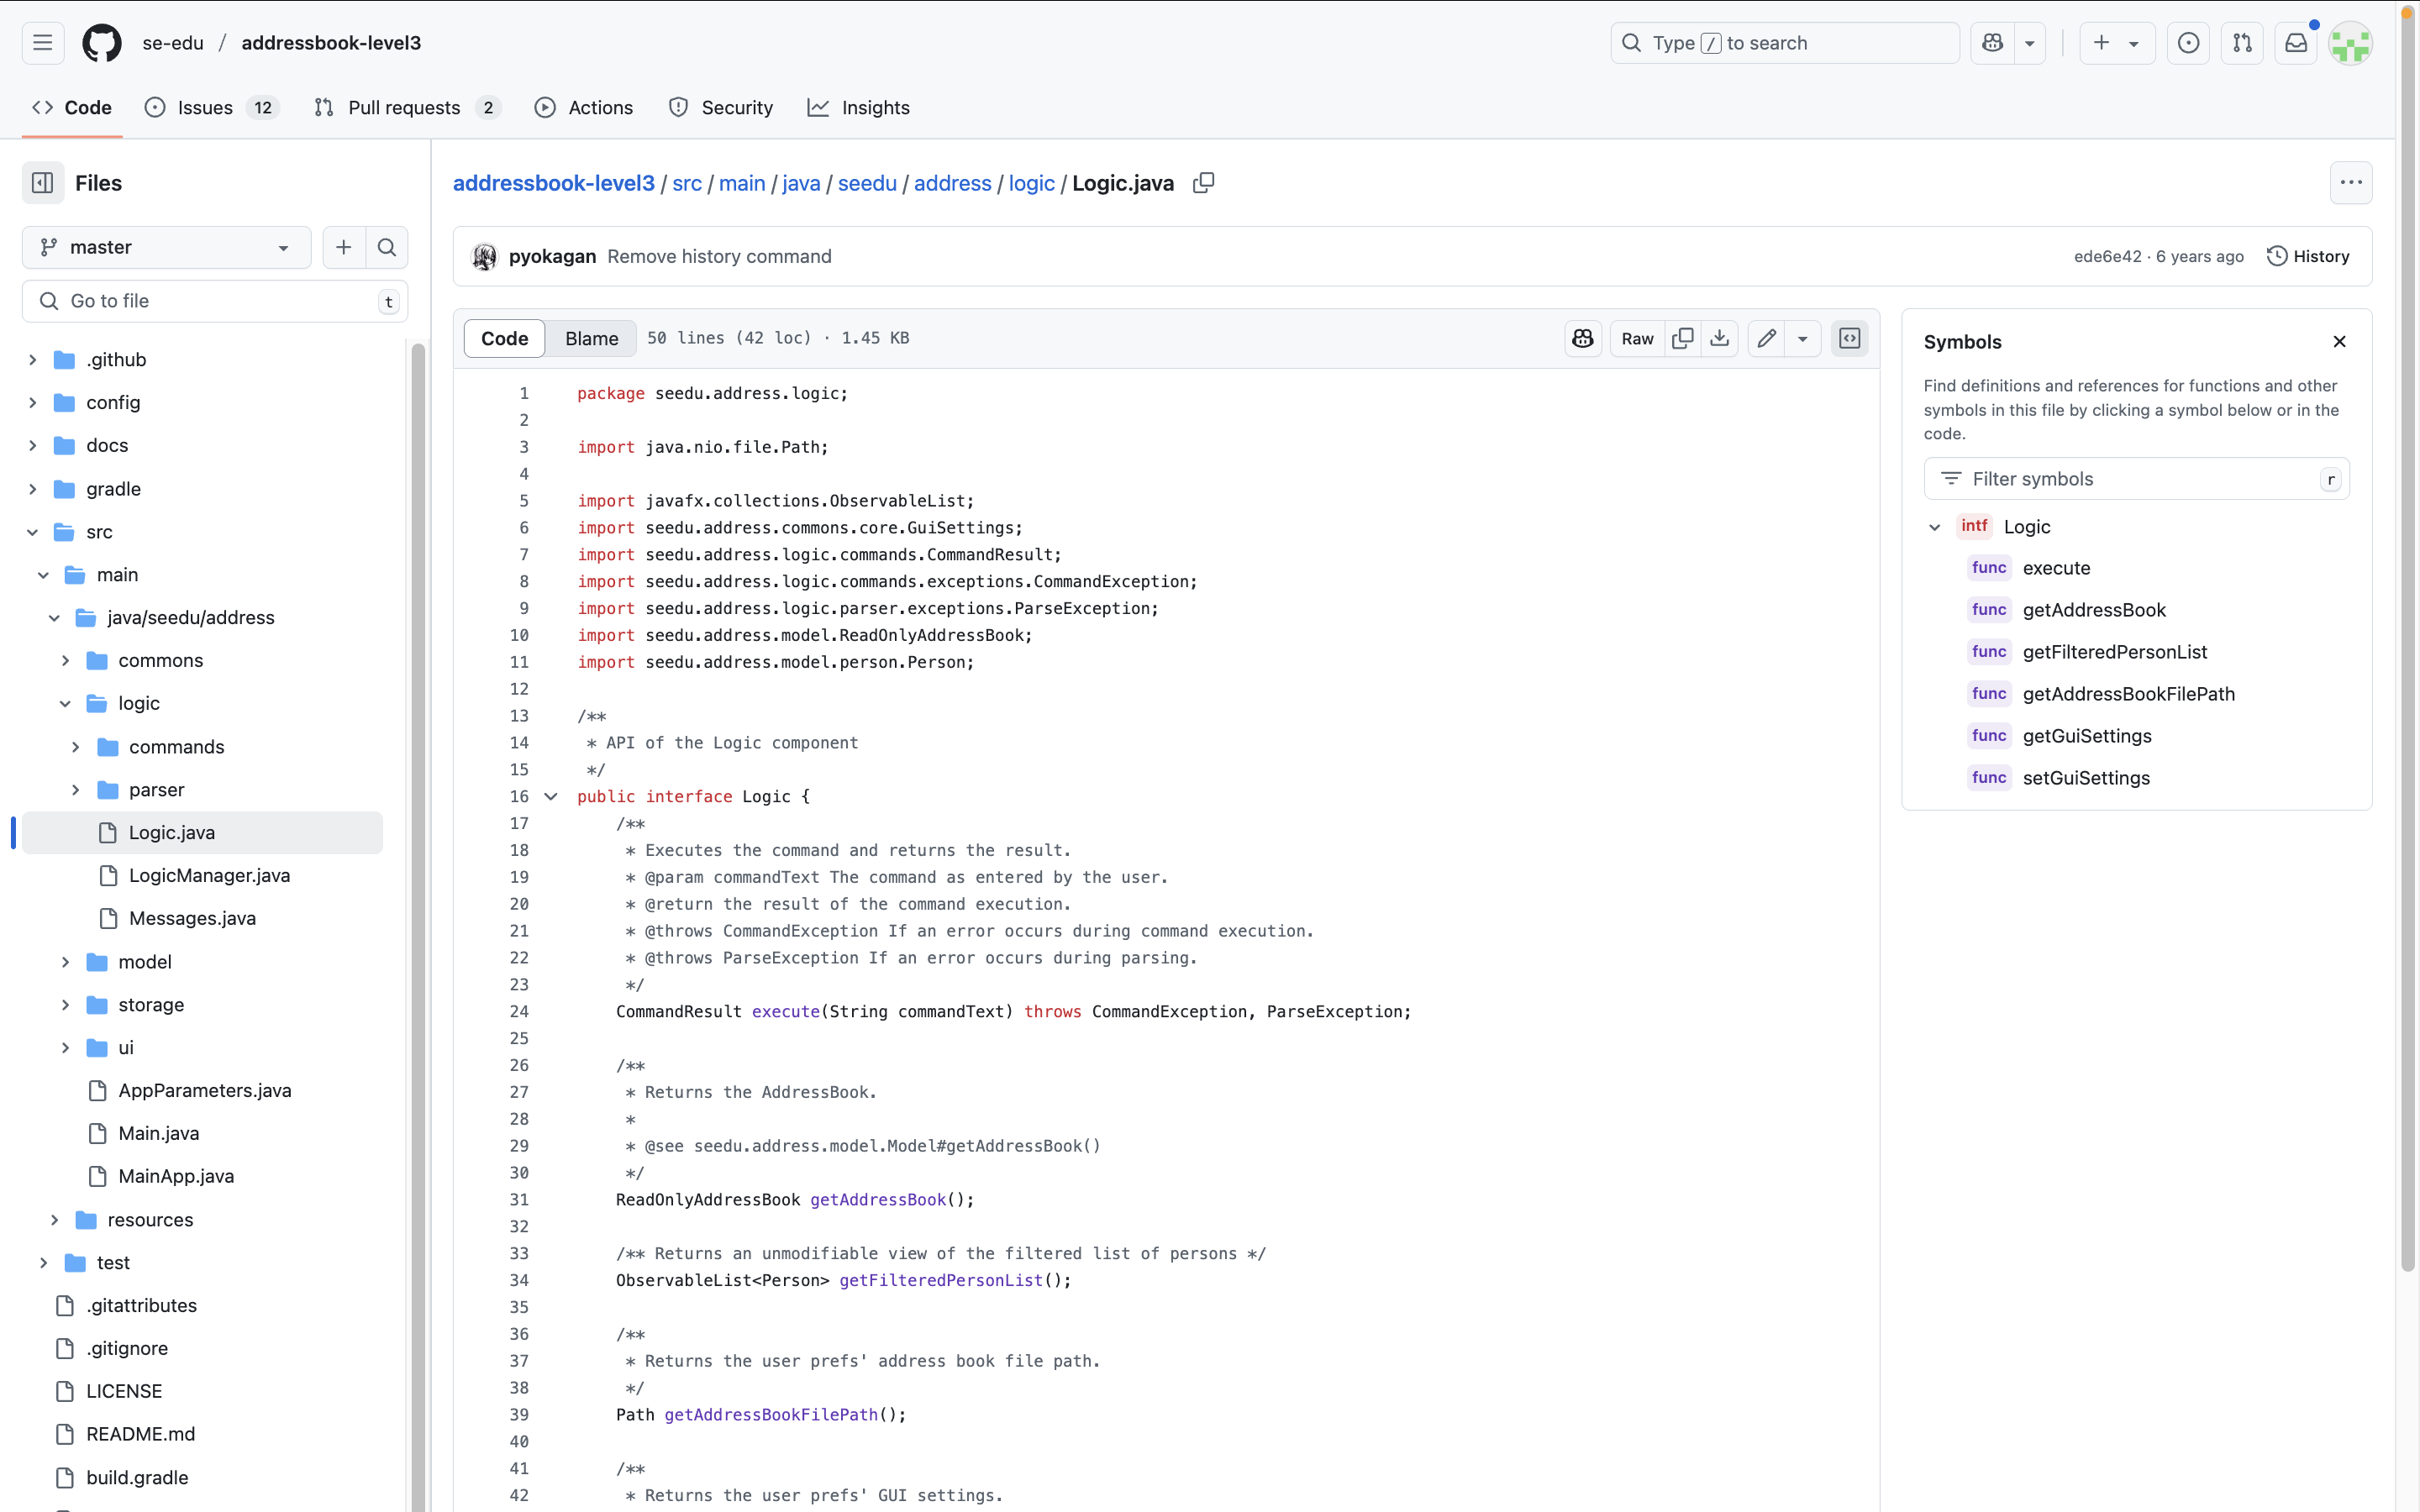 se-edu / addressbook-level3
Type / to search
Code
Issues 12
Pull requests 2
Actions
Security
Insights
Files
master
Go to file
t
.github
config
docs
gradle
src
main
java/seedu/address
commons
logic
commands
parser
Logic.java
LogicManager.java
Messages.java
model
storage
ui
AppParameters.java
Main.java
MainApp.java
resources
test
.gitattributes
.gitignore
LICENSE
README.md
build.gradle
addressbook-level3 / src / main / java / seedu / address / logic / Logic.java
pyokagan Remove history command
ede6e42 · 6 years ago
History
Code
Blame
50 lines (42 loc) · 1.45 KB
Raw
1 package seedu.address.logic;
2
3 import java.nio.file.Path;
4
5 import javafx.collections.ObservableList;
6 import seedu.address.commons.core.GuiSettings;
7 import seedu.address.logic.commands.CommandResult;
8 import seedu.address.logic.commands.exceptions.CommandException;
9 import seedu.address.logic.parser.exceptions.ParseException;
10 import seedu.address.model.ReadOnlyAddressBook;
11 import seedu.address.model.person.Person;
12
13 /**
14 * API of the Logic component
15 */
16 public interface Logic {
17 /**
18 * Executes the command and returns the result.
19 * @param commandText The command as entered by the user.
20 * @return the result of the command execution.
21 * @throws CommandException If an error occurs during command execution.
22 * @throws ParseException If an error occurs during parsing.
23 */
24 CommandResult execute(String commandText) throws CommandException, ParseException;
25
26 /**
27 * Returns the AddressBook.
28 *
29 * @see seedu.address.model.Model#getAddressBook()
30 */
31 ReadOnlyAddressBook getAddressBook();
32
33 /** Returns an unmodifiable view of the filtered list of persons */
34 ObservableList<Person> getFilteredPersonList();
35
36 /**
37 * Returns the user prefs' address book file path.
38 */
39 Path getAddressBookFilePath();
40
41 /**
42 * Returns the user prefs' GUI settings.
Symbols
Find definitions and references for functions and other
symbols in this file by clicking a symbol below or in the
code.
Filter symbols
r
intf Logic
func execute
func getAddressBook
func getFilteredPersonList
func getAddressBookFilePath
func getGuiSettings
func setGuiSettings